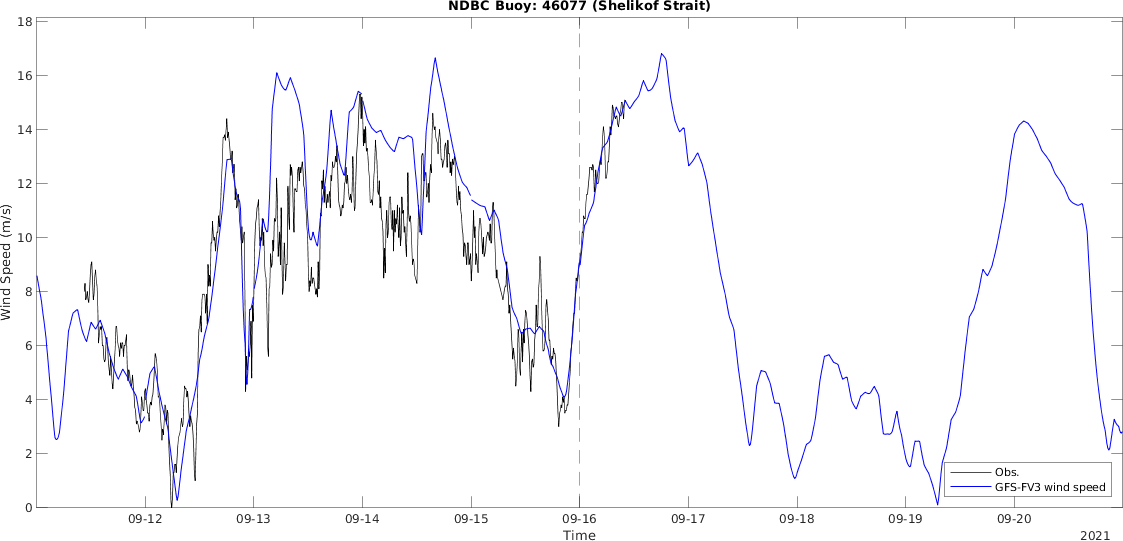 NDBC Buoy: 46077 (Shelikof Strait)
18
16
14
12
10
8
6
4
2
0
Wind Speed (m/s)
Obs.
GFS-FV3 wind speed
09-12 09-13 09-14 09-15 09-16 09-17 09-18 09-19 09-20
Time
2021